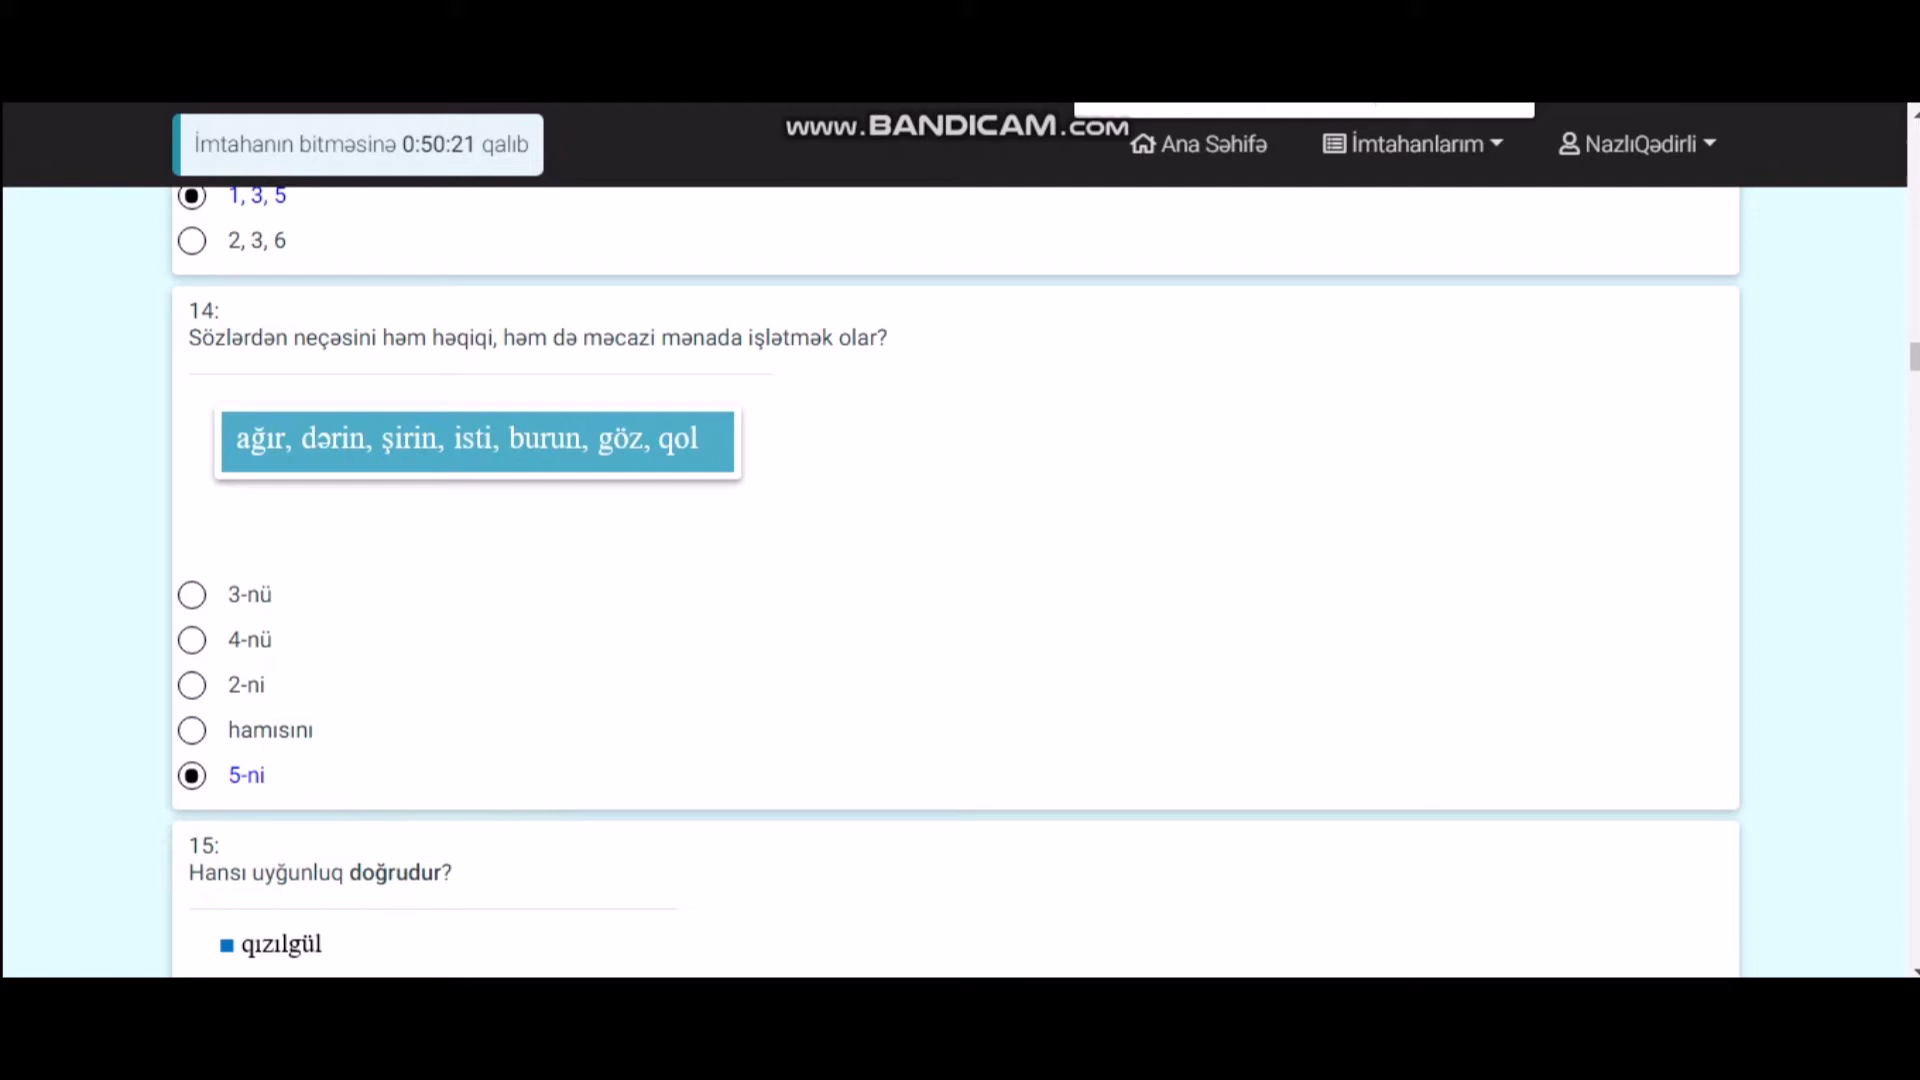 www.BANDICAM.COM
İmtahanın bitməsinə 0:50:21 qalıb
Ana Səhifə
İmtahanlarım
NazlıQədirli
1, 3, 5
2, 3, 6
14:
Sözlərdən neçəsini həm həqiqi, həm də məcazi mənada işlətmək olar?
ağır, dərin, şirin, isti, burun, göz, qol
3-nü
4-nü
2-ni
hamısını
5-ni
15:
Hansı uyğunluq doğrudur?
qızılgül